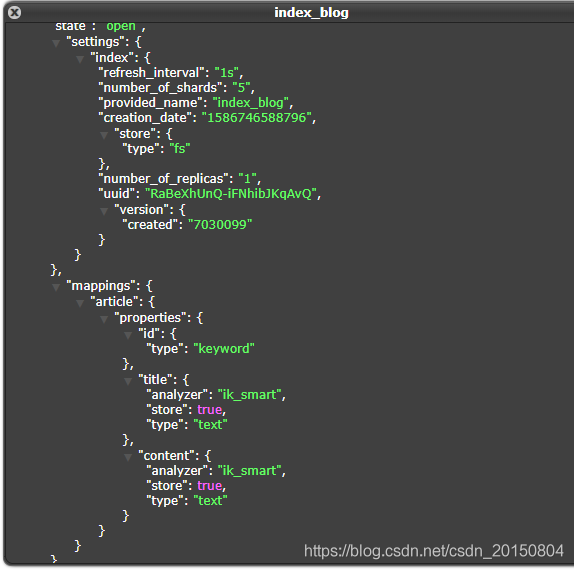 index_blog
"state": "open",
"settings": {
"index": {
"refresh_interval": "1s",
"number_of_shards": "5",
"provided_name": "index_blog",
"creation_date": "1586746588796",
"store": {
"type": "fs"
},
"number_of_replicas": "1",
"uuid": "RaBeXhUnQ-iFNhibJKqAvQ",
"version": {
"created": "7030099"
}
}
},
"mappings": {
"article": {
"properties": {
"id": {
"type": "keyword"
},
"title": {
"analyzer": "ik_smart",
"store": true,
"type": "text"
},
"content": {
"analyzer": "ik_smart",
"store": true,
"type": "text"
}
}
}
}
https://blog.csdn.net/csdn_20150804